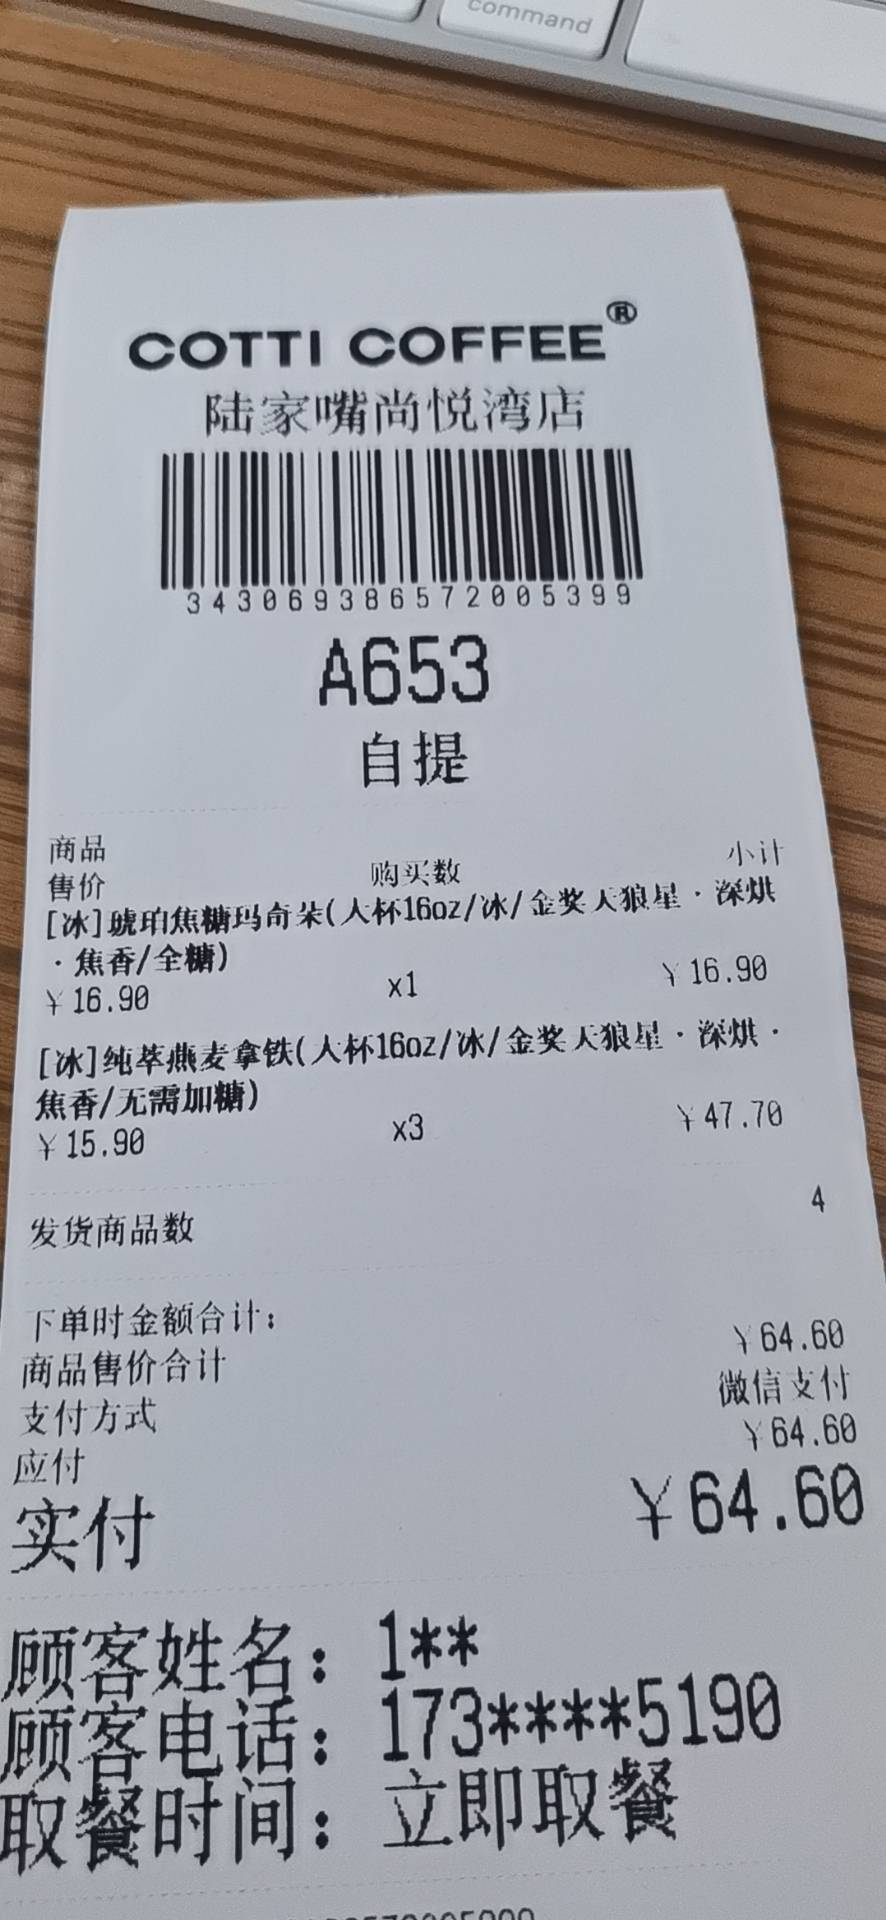 command
COTTI COFFEE®
陆家嘴尚悦湾店
3430693865720005399
A653
自提
商品
售价 购买数 小计
[冰]琥珀焦糖玛奇朵(大杯16oz/冰/金奖天狼星·深烘
·焦香/全糖)
￥16.90 x1 ￥16.90
[冰]纯萃燕麦拿铁(大杯16oz/冰/金奖天狼星·深烘·
焦香/无需加糖)
￥15.90 x3 ￥47.70
发货商品数 4
下单时金额合计：
商品售价合计 ￥64.60
支付方式 微信支付
应付 ￥64.60
实付 ￥64.60
顾客姓名：1**
顾客电话：173****5190
取餐时间：立即取餐